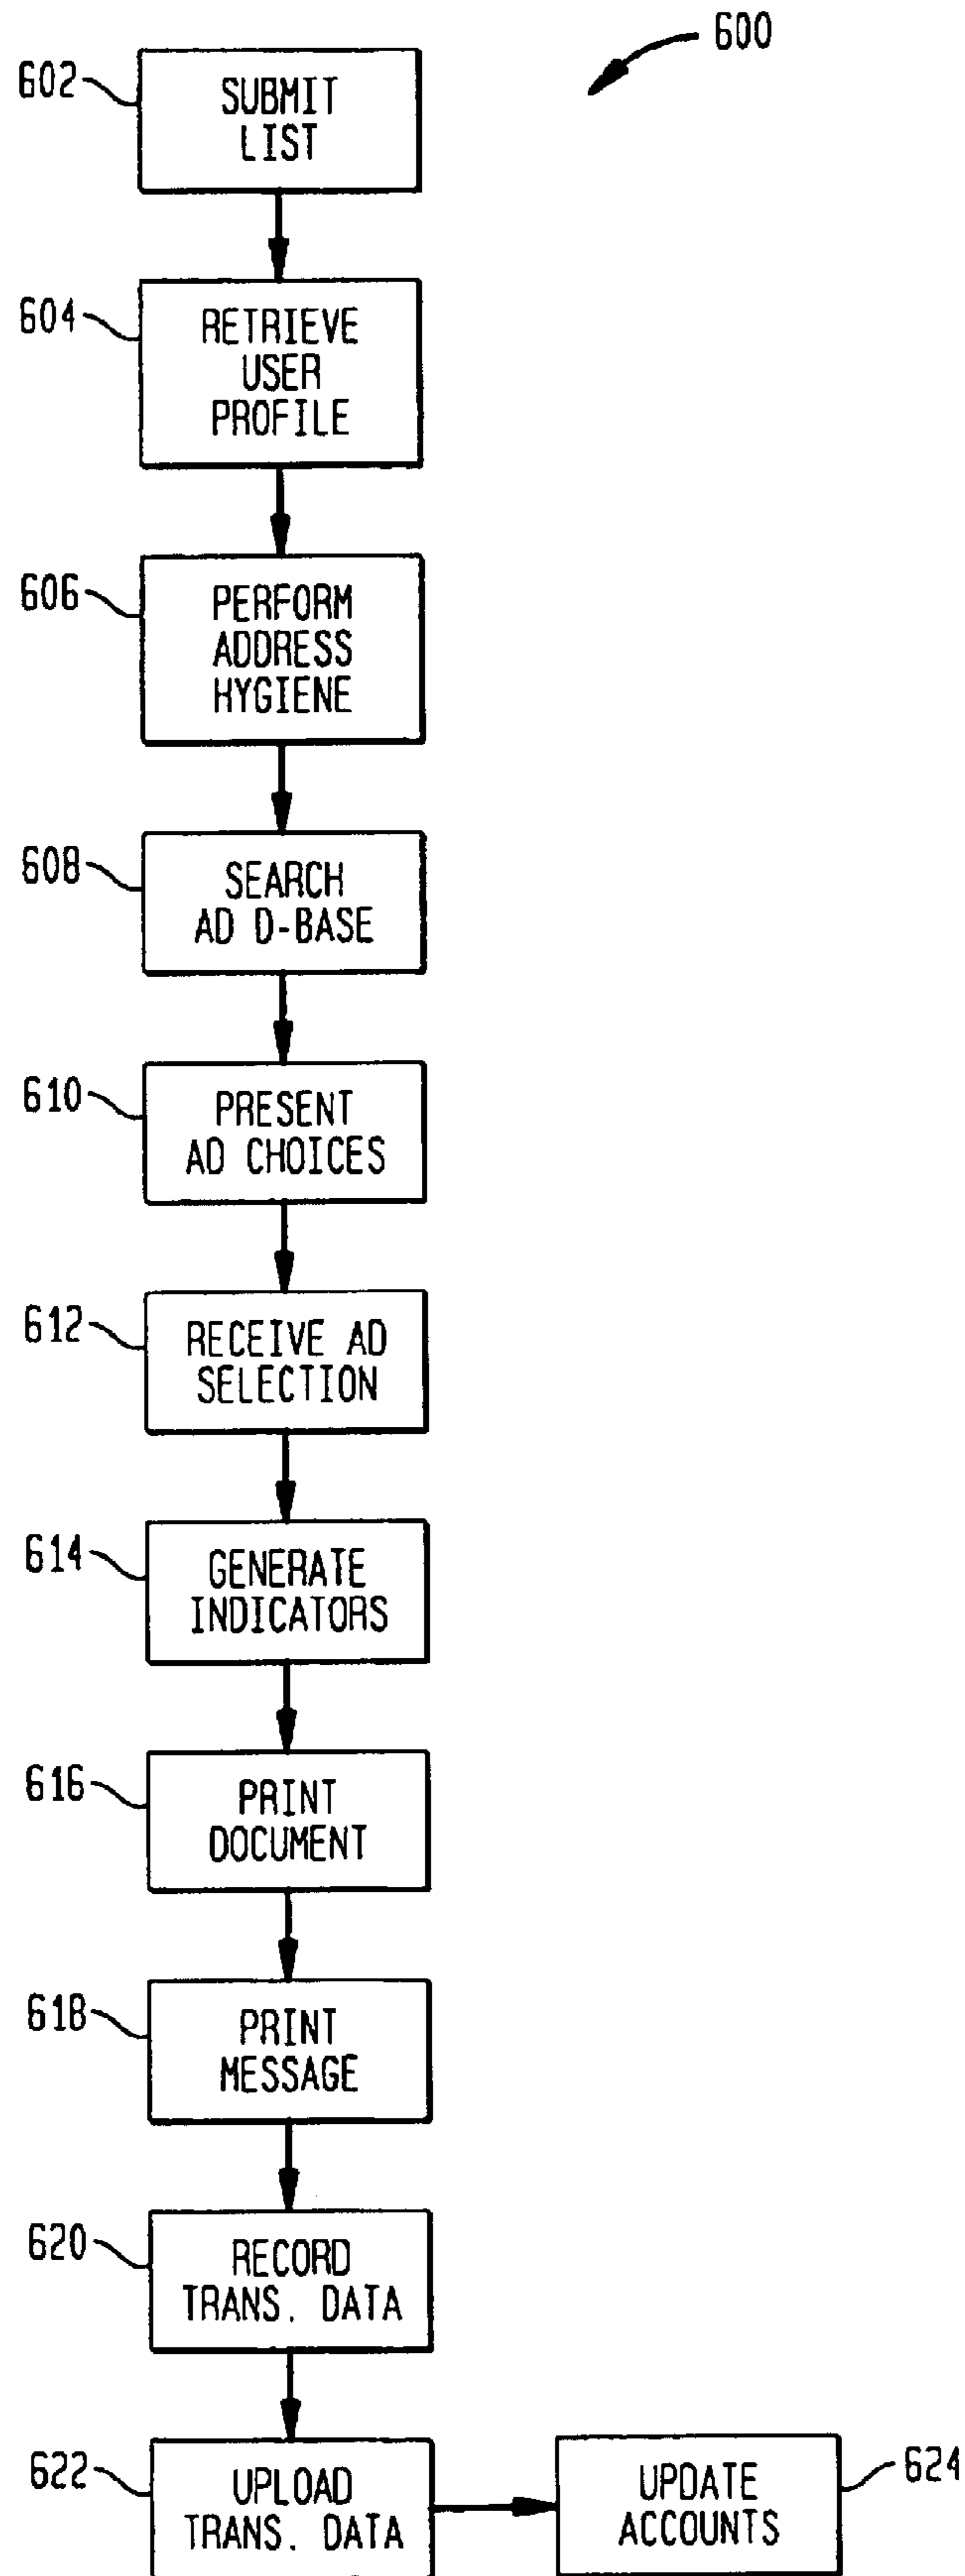 600
602
SUBMIT
LIST
604
RETRIEVE
USER
PROFILE
606
PERFORM
ADDRESS
HYGIENE
608
SEARCH
AD D-BASE
610
PRESENT
AD CHOICES
612
RECEIVE AD
SELECTION
614
GENERATE
INDICATORS
616
PRINT
DOCUMENT
618
PRINT
MESSAGE
620
RECORD
TRANS. DATA
622
UPLOAD
TRANS. DATA
UPDATE
ACCOUNTS
624